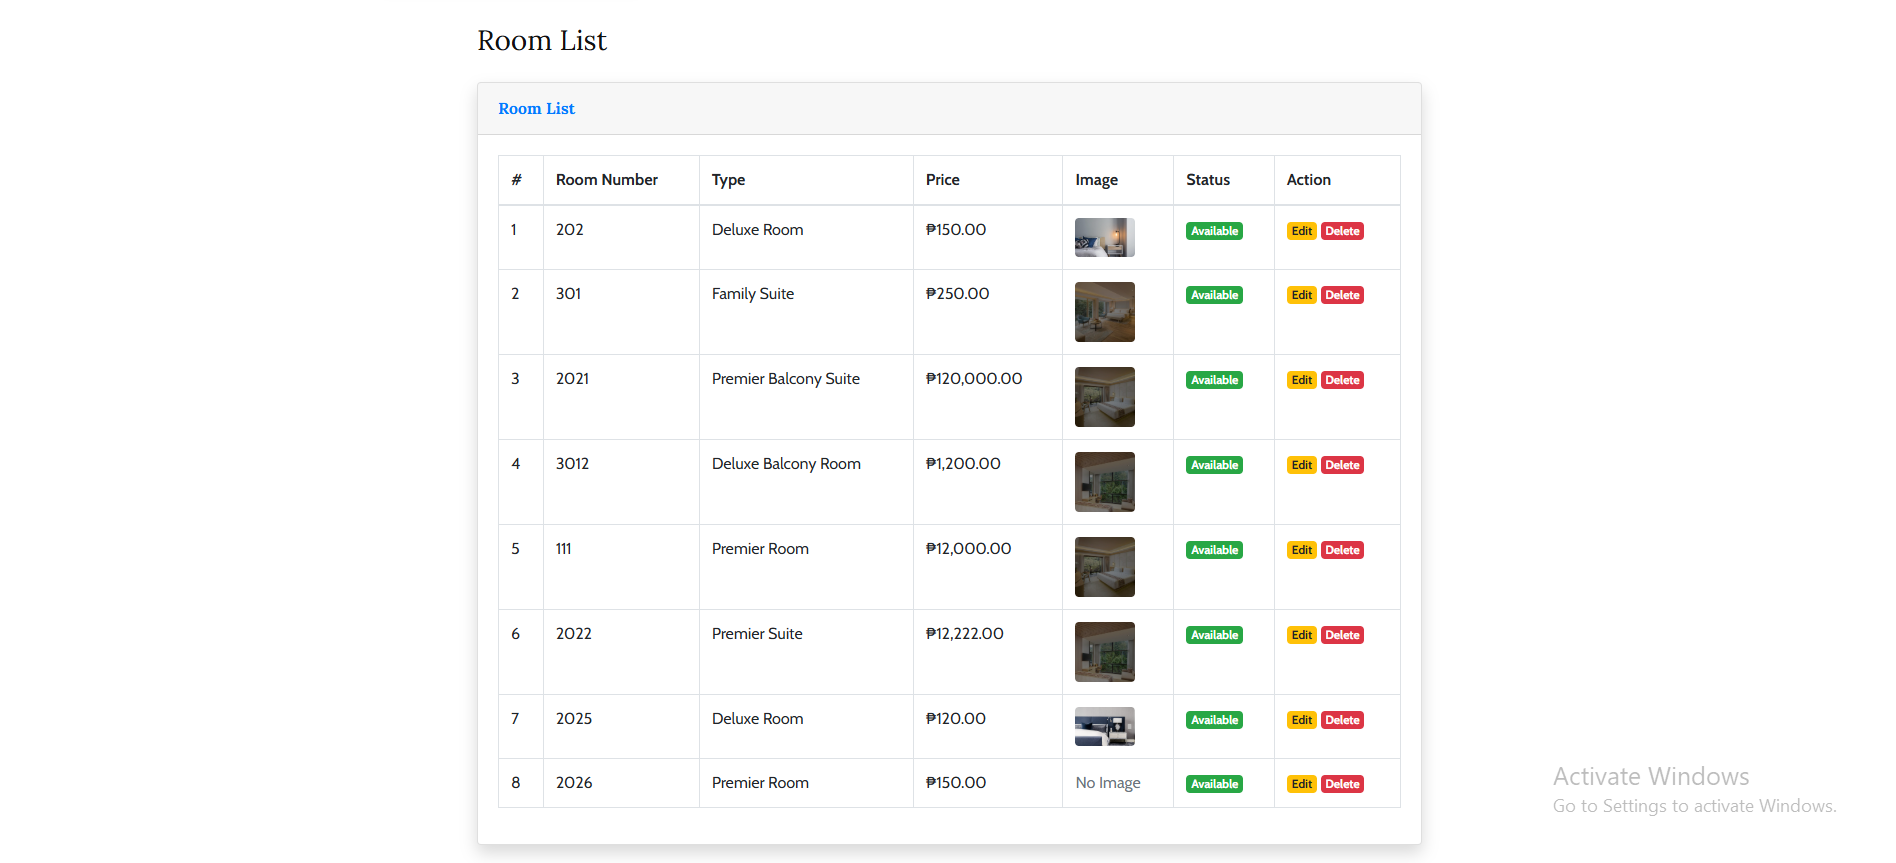 Room List
Room List
# Room Number Type Price Image Status Action
1 202 Deluxe Room ₱150.00 Available Edit Delete
2 301 Family Suite ₱250.00 Available Edit Delete
3 2021 Premier Balcony Suite ₱120,000.00 Available Edit Delete
4 3012 Deluxe Balcony Room ₱1,200.00 Available Edit Delete
5 111 Premier Room ₱12,000.00 Available Edit Delete
6 2022 Premier Suite ₱12,222.00 Available Edit Delete
7 2025 Deluxe Room ₱120.00 Available Edit Delete
8 2026 Premier Room ₱150.00 No Image Available Edit Delete
Activate Windows
Go to Settings to activate Windows.